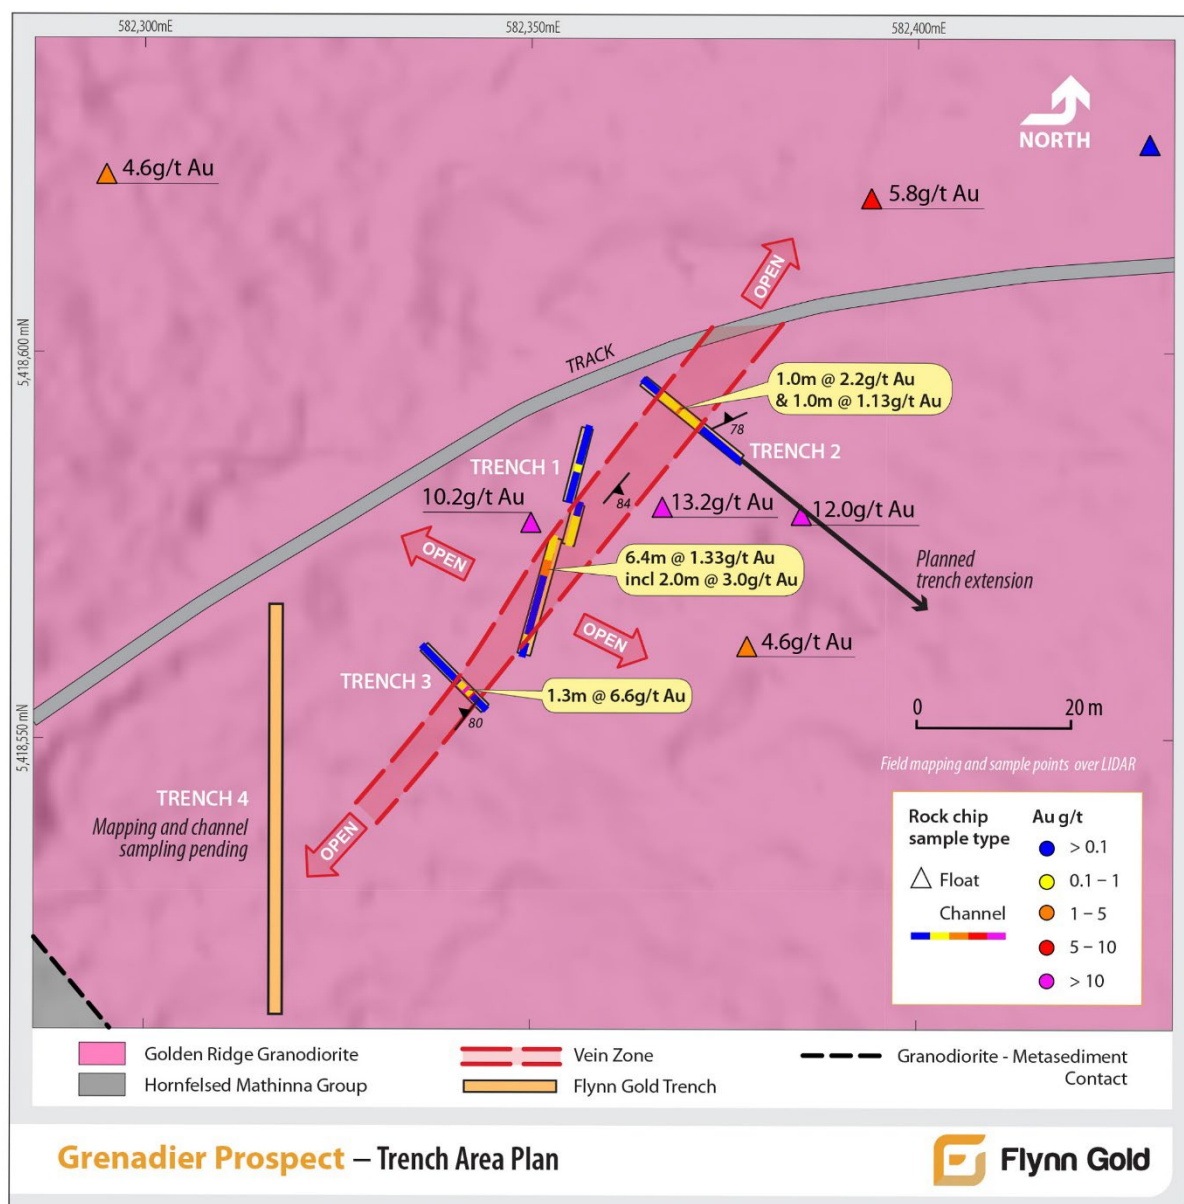 582,300mE
582,350mE
582,400mE
NORTH
4.6g/t Au
5.8g/t Au
OPEN
5,418,600 mN
TRACK
1.0m @ 2.2g/t Au
& 1.0m @ 1.13g/t Au
78
TRENCH 2
TRENCH 1
84
10.2g/t Au
13.2g/t Au
12.0g/t Au
OPEN
6.4m @ 1.33g/t Au
incl 2.0m @ 3.0g/t Au
Planned
trench extension
OPEN
4.6g/t Au
TRENCH 3
1.3m @ 6.6g/t Au
80
0
20 m
5,418,550 mN
Field mapping and sample points over LIDAR
TRENCH 4
Mapping and channel
sampling pending
OPEN
Rock chip
sample type
Float
Channel
Au g/t
> 0.1
0.1 – 1
1 – 5
5 – 10
> 10
Golden Ridge Granodiorite
Hornfelsed Mathinna Group
Vein Zone
Flynn Gold Trench
Granodiorite - Metasediment
Contact
Grenadier Prospect – Trench Area Plan
Flynn Gold